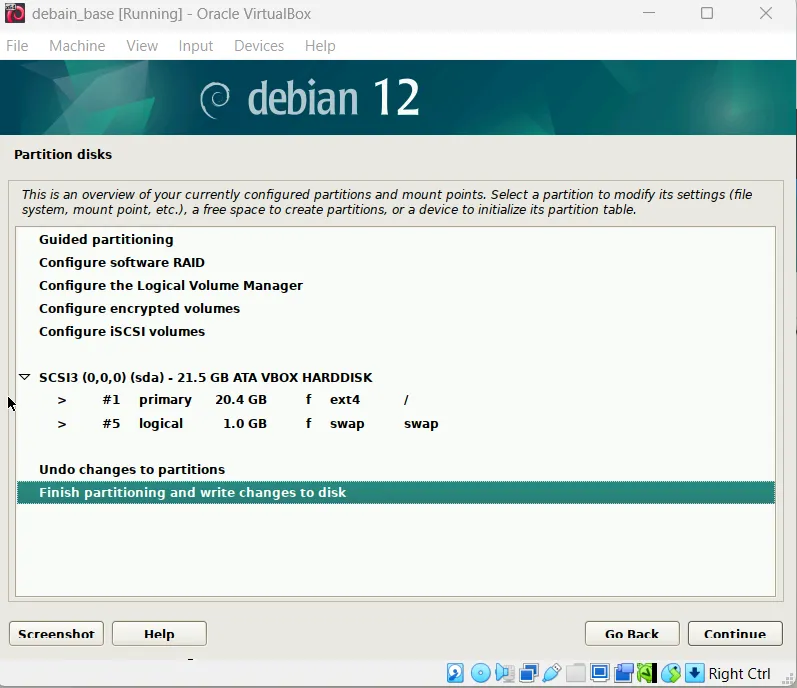 debain_base [Running] - Oracle VirtualBox
File Machine View Input Devices Help
debian 12
Partition disks
This is an overview of your currently configured partitions and mount points. Select a partition to modify its settings (file
system, mount point, etc.), a free space to create partitions, or a device to initialize its partition table.
Guided partitioning
Configure software RAID
Configure the Logical Volume Manager
Configure encrypted volumes
Configure iSCSI volumes
SCSI3 (0,0,0) (sda) - 21.5 GB ATA VBOX HARDDISK
> #1 primary 20.4 GB f ext4 /
> #5 logical 1.0 GB f swap swap
Undo changes to partitions
Finish partitioning and write changes to disk
Screenshot Help Go Back Continue
Right Ctrl